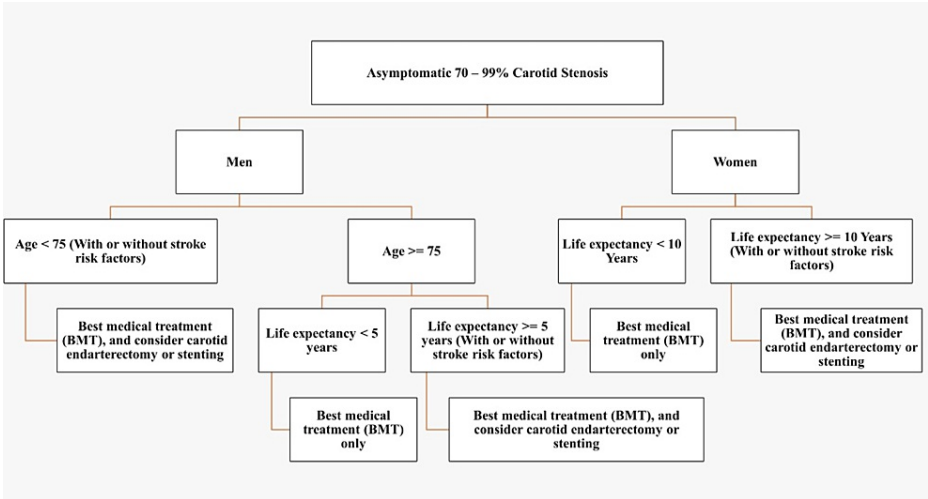 Asymptomatic 70 – 99% Carotid Stenosis
Men
Women
Age < 75 (With or without stroke
risk factors)
Age >= 75
Life expectancy < 10
Years
Life expectancy >= 10 Years
(With or without stroke risk
factors)
Best medical treatment
(BMT), and consider carotid
endarterectomy or stenting
Life expectancy < 5
years
Life expectancy >= 5
years (With or without
stroke risk factors)
Best medical
treatment (BMT)
only
Best medical treatment
(BMT), and consider
carotid endarterectomy or
stenting
Best medical
treatment (BMT)
only
Best medical treatment (BMT), and
consider carotid endarterectomy or
stenting